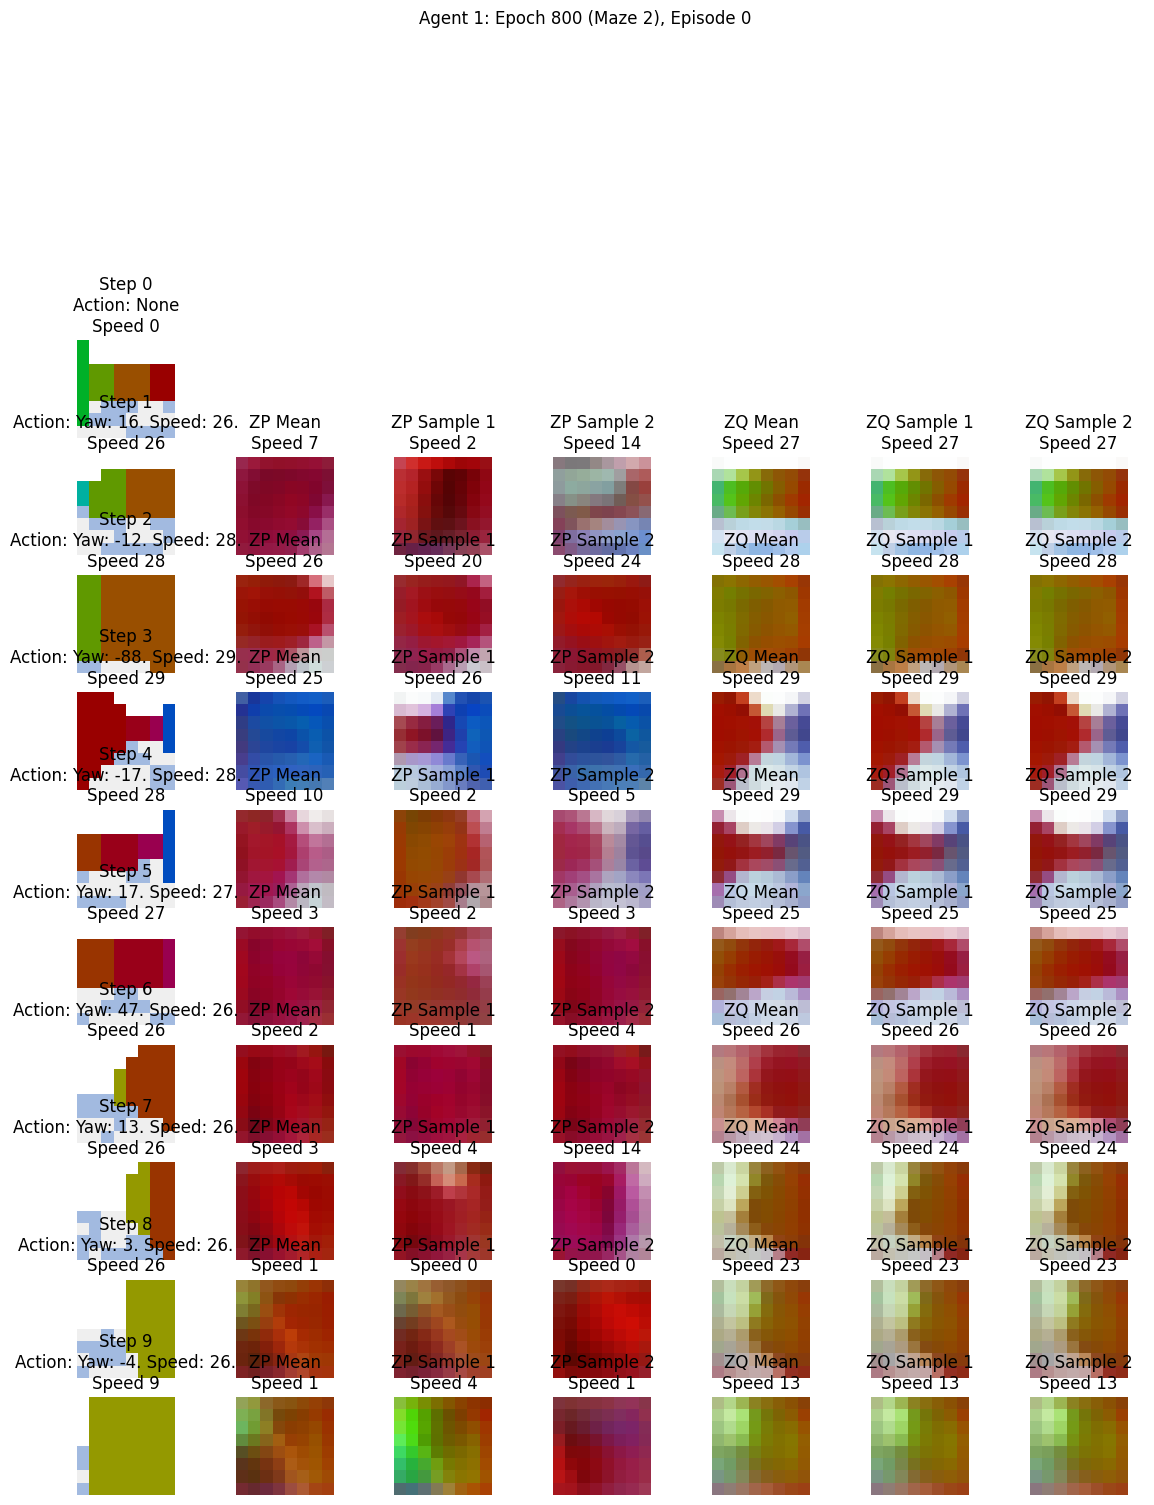 Agent 1: Epoch 800 (Maze 2), Episode 0
Step 0
Action: None
Speed 0
Step 1
Action: Yaw: 16. Speed: 26.
Speed 26
ZP Mean
Speed 7
ZP Sample 1
Speed 2
ZP Sample 2
Speed 14
ZQ Mean
Speed 27
ZQ Sample 1
Speed 27
ZQ Sample 2
Speed 27
Step 2
Action: Yaw: -12. Speed: 28.
Speed 28
ZP Mean
Speed 26
ZP Sample 1
Speed 20
ZP Sample 2
Speed 24
ZQ Mean
Speed 28
ZQ Sample 1
Speed 28
ZQ Sample 2
Speed 28
Step 3
Action: Yaw: -88. Speed: 29.
Speed 29
ZP Mean
Speed 25
ZP Sample 1
Speed 26
ZP Sample 2
Speed 11
ZQ Mean
Speed 29
ZQ Sample 1
Speed 29
ZQ Sample 2
Speed 29
Step 4
Action: Yaw: -17. Speed: 28.
Speed 28
ZP Mean
Speed 10
ZP Sample 1
Speed 2
ZP Sample 2
Speed 5
ZQ Mean
Speed 29
ZQ Sample 1
Speed 29
ZQ Sample 2
Speed 29
Step 5
Action: Yaw: 17. Speed: 27.
Speed 27
ZP Mean
Speed 3
ZP Sample 1
Speed 2
ZP Sample 2
Speed 3
ZQ Mean
Speed 25
ZQ Sample 1
Speed 25
ZQ Sample 2
Speed 25
Step 6
Action: Yaw: 47. Speed: 26.
Speed 26
ZP Mean
Speed 2
ZP Sample 1
Speed 1
ZP Sample 2
Speed 4
ZQ Mean
Speed 26
ZQ Sample 1
Speed 26
ZQ Sample 2
Speed 26
Step 7
Action: Yaw: 13. Speed: 26.
Speed 26
ZP Mean
Speed 3
ZP Sample 1
Speed 4
ZP Sample 2
Speed 14
ZQ Mean
Speed 24
ZQ Sample 1
Speed 24
ZQ Sample 2
Speed 24
Step 8
Action: Yaw: 3. Speed: 26.
Speed 26
ZP Mean
Speed 1
ZP Sample 1
Speed 0
ZP Sample 2
Speed 0
ZQ Mean
Speed 23
ZQ Sample 1
Speed 23
ZQ Sample 2
Speed 23
Step 9
Action: Yaw: -4. Speed: 26.
Speed 9
ZP Mean
Speed 1
ZP Sample 1
Speed 4
ZP Sample 2
Speed 1
ZQ Mean
Speed 13
ZQ Sample 1
Speed 13
ZQ Sample 2
Speed 13